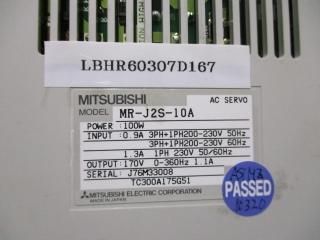 LBHR60307D167
MITSUBISHI
AC SERVO
MODEL MR-J2S-10A
POWER : 100W
INPUT : 0.9A 3PH+1PH200-230V 50Hz
3PH+1PH200-230V 60Hz
1.3A 1PH 230V 50/60Hz
OUTPUT: 170V 0-360Hz 1.1A
SERIAL: J76M33008
TC300A175G51
MITSUBISHI ELECTRIC CORPORATION
MADE IN JAPAN
PASSED